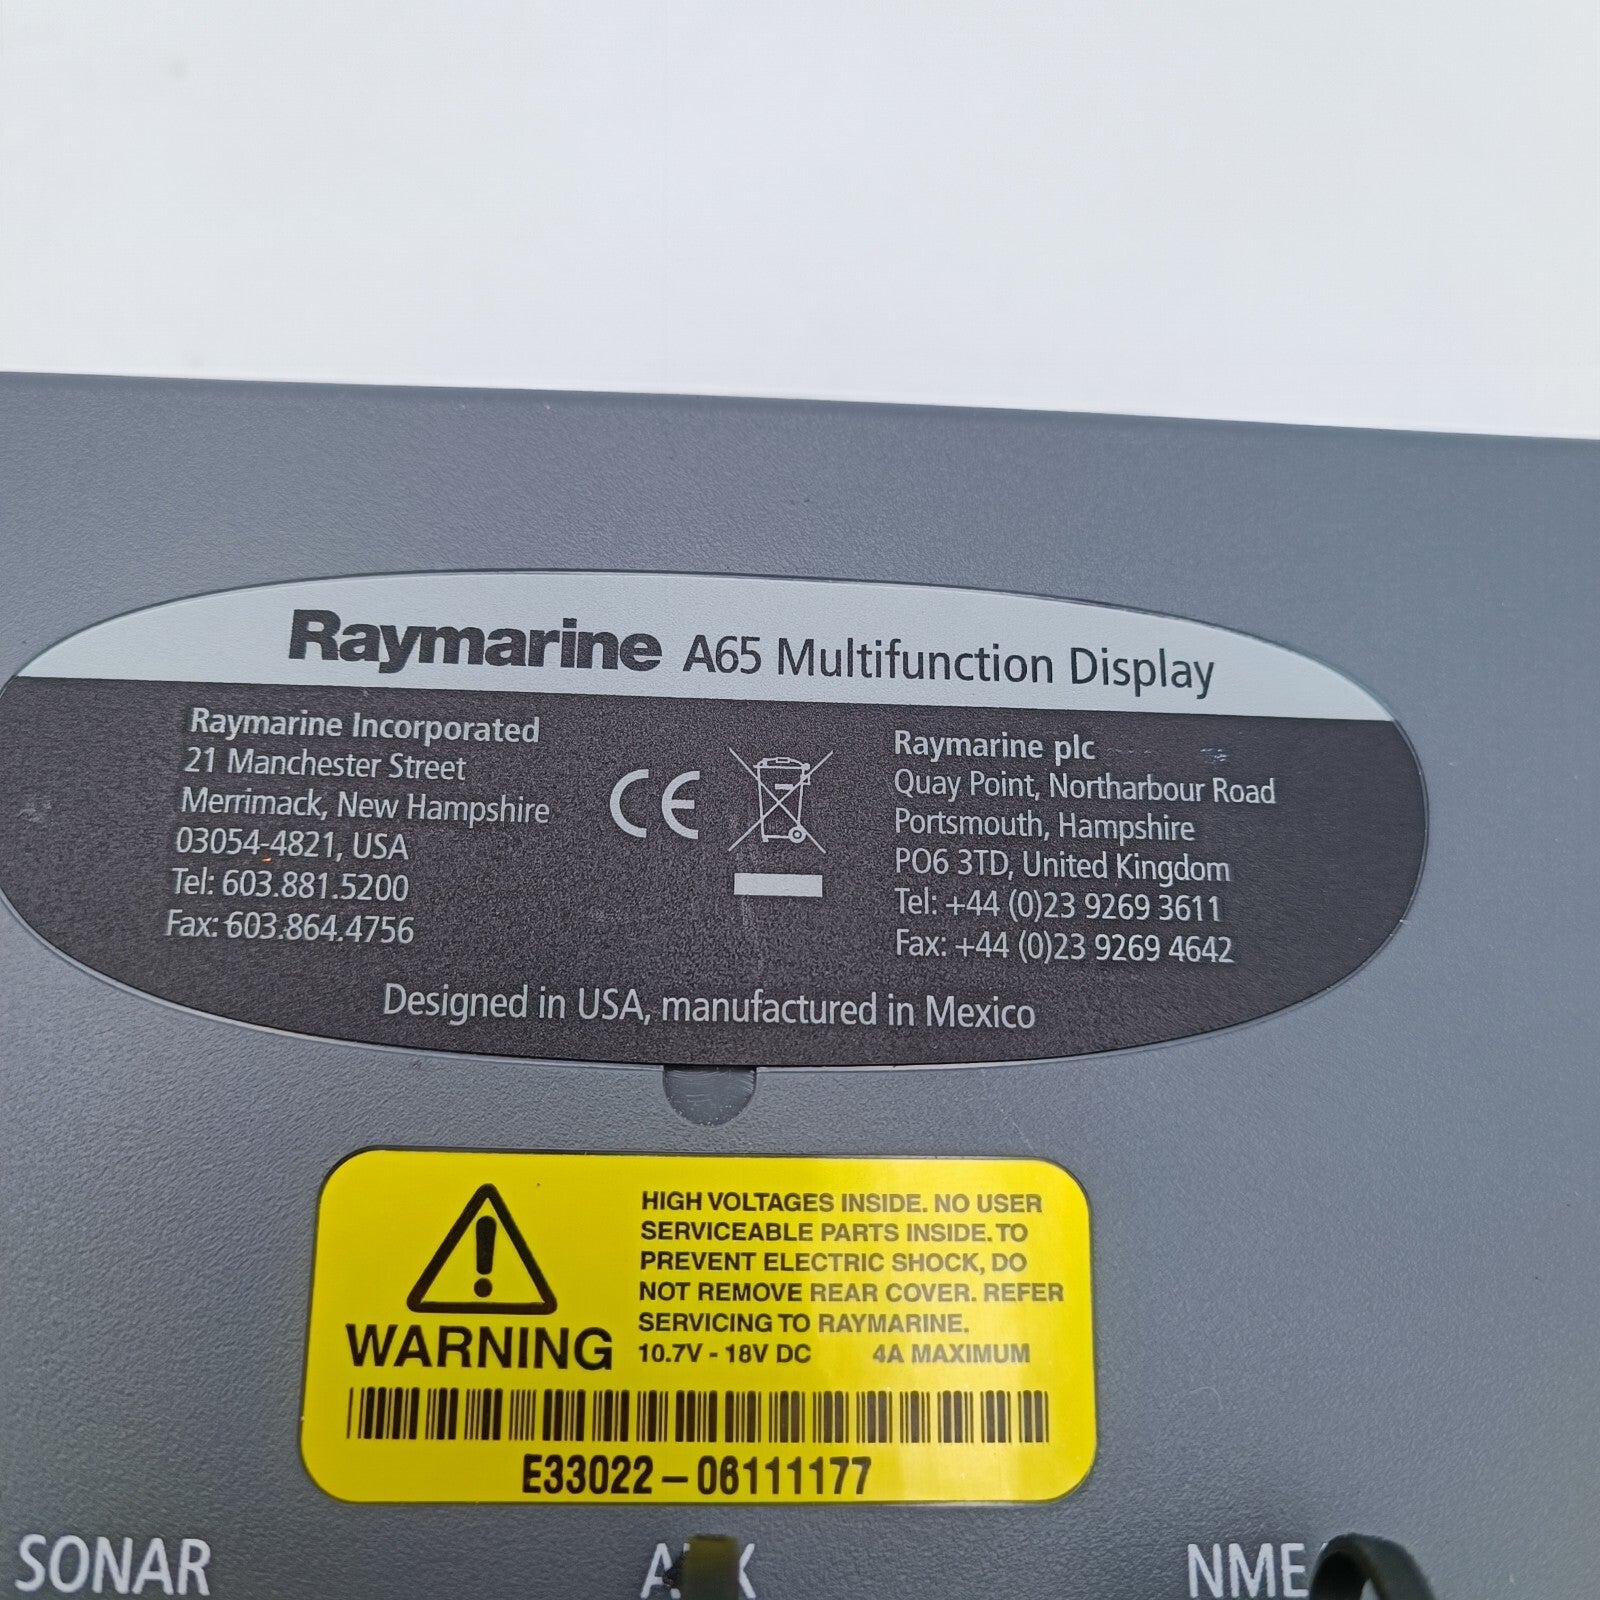 Raymarine A65 Multifunction Display
Raymarine Incorporated
21 Manchester Street
Merrimack, New Hampshire
03054-4821, USA
Tel: 603.881.5200
Fax: 603.864.4756
CE
Raymarine plc
Quay Point, Northarbour Road
Portsmouth, Hampshire
PO6 3TD, United Kingdom
Tel: +44 (0)23 9269 3611
Fax: +44 (0)23 9269 4642
Designed in USA, manufactured in Mexico
WARNING
HIGH VOLTAGES INSIDE. NO USER
SERVICEABLE PARTS INSIDE. TO
PREVENT ELECTRIC SHOCK, DO
NOT REMOVE REAR COVER. REFER
SERVICING TO RAYMARINE.
10.7V - 18V DC 4A MAXIMUM
E33022-06111177
SONAR